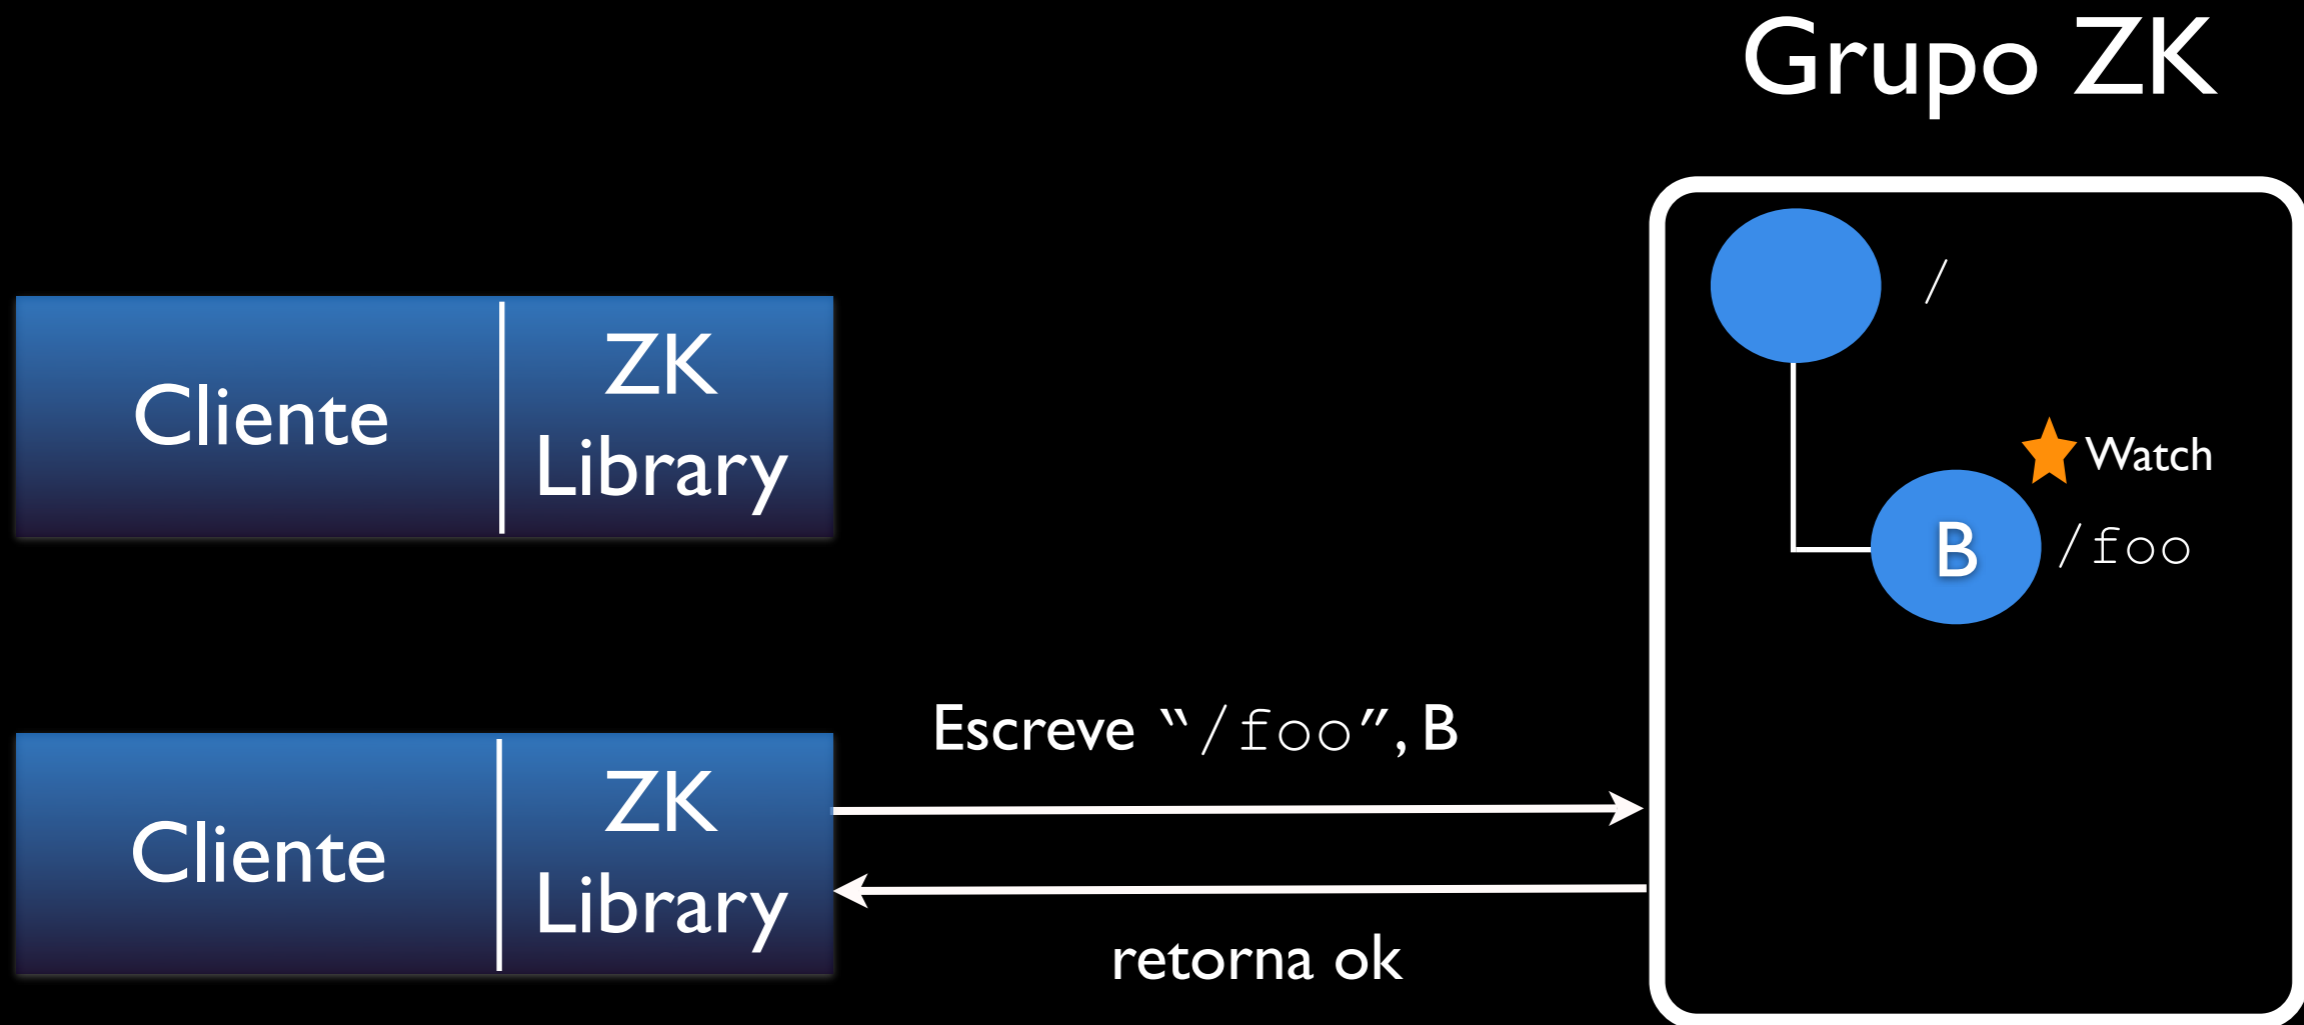 Grupo ZK
/
Watch
B /foo
Cliente
ZK
Library
Escreve “/foo”, B
Cliente
ZK
Library
retorna ok